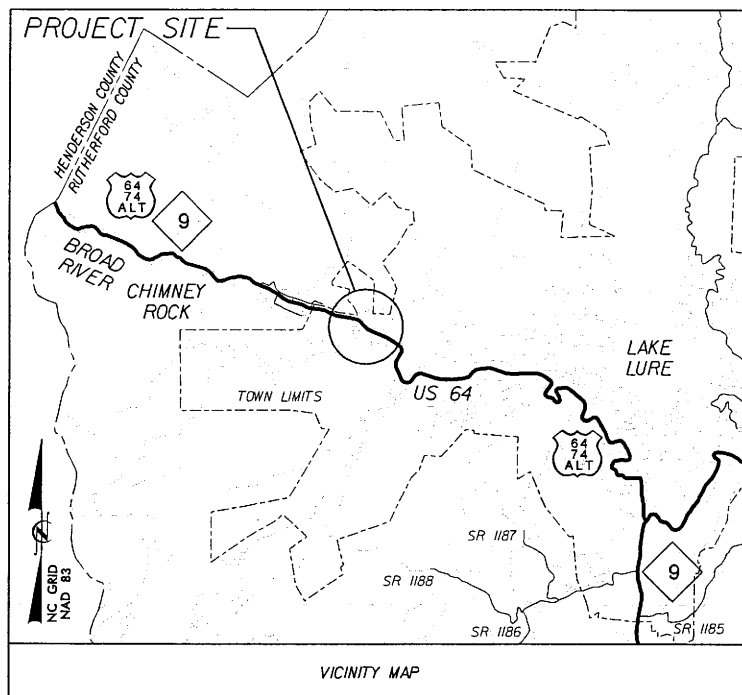 PROJECT SITE
HENDERSON COUNTY
RUTHERFORD COUNTY
64
74
ALT
9
BROAD
RIVER
CHIMNEY
ROCK
LAKE
LURE
TOWN LIMITS
US 64
64
74
ALT
NC GRID
NAD 83
SR 1187
SR 1188
9
SR 1186
SR 1185
VICINITY MAP